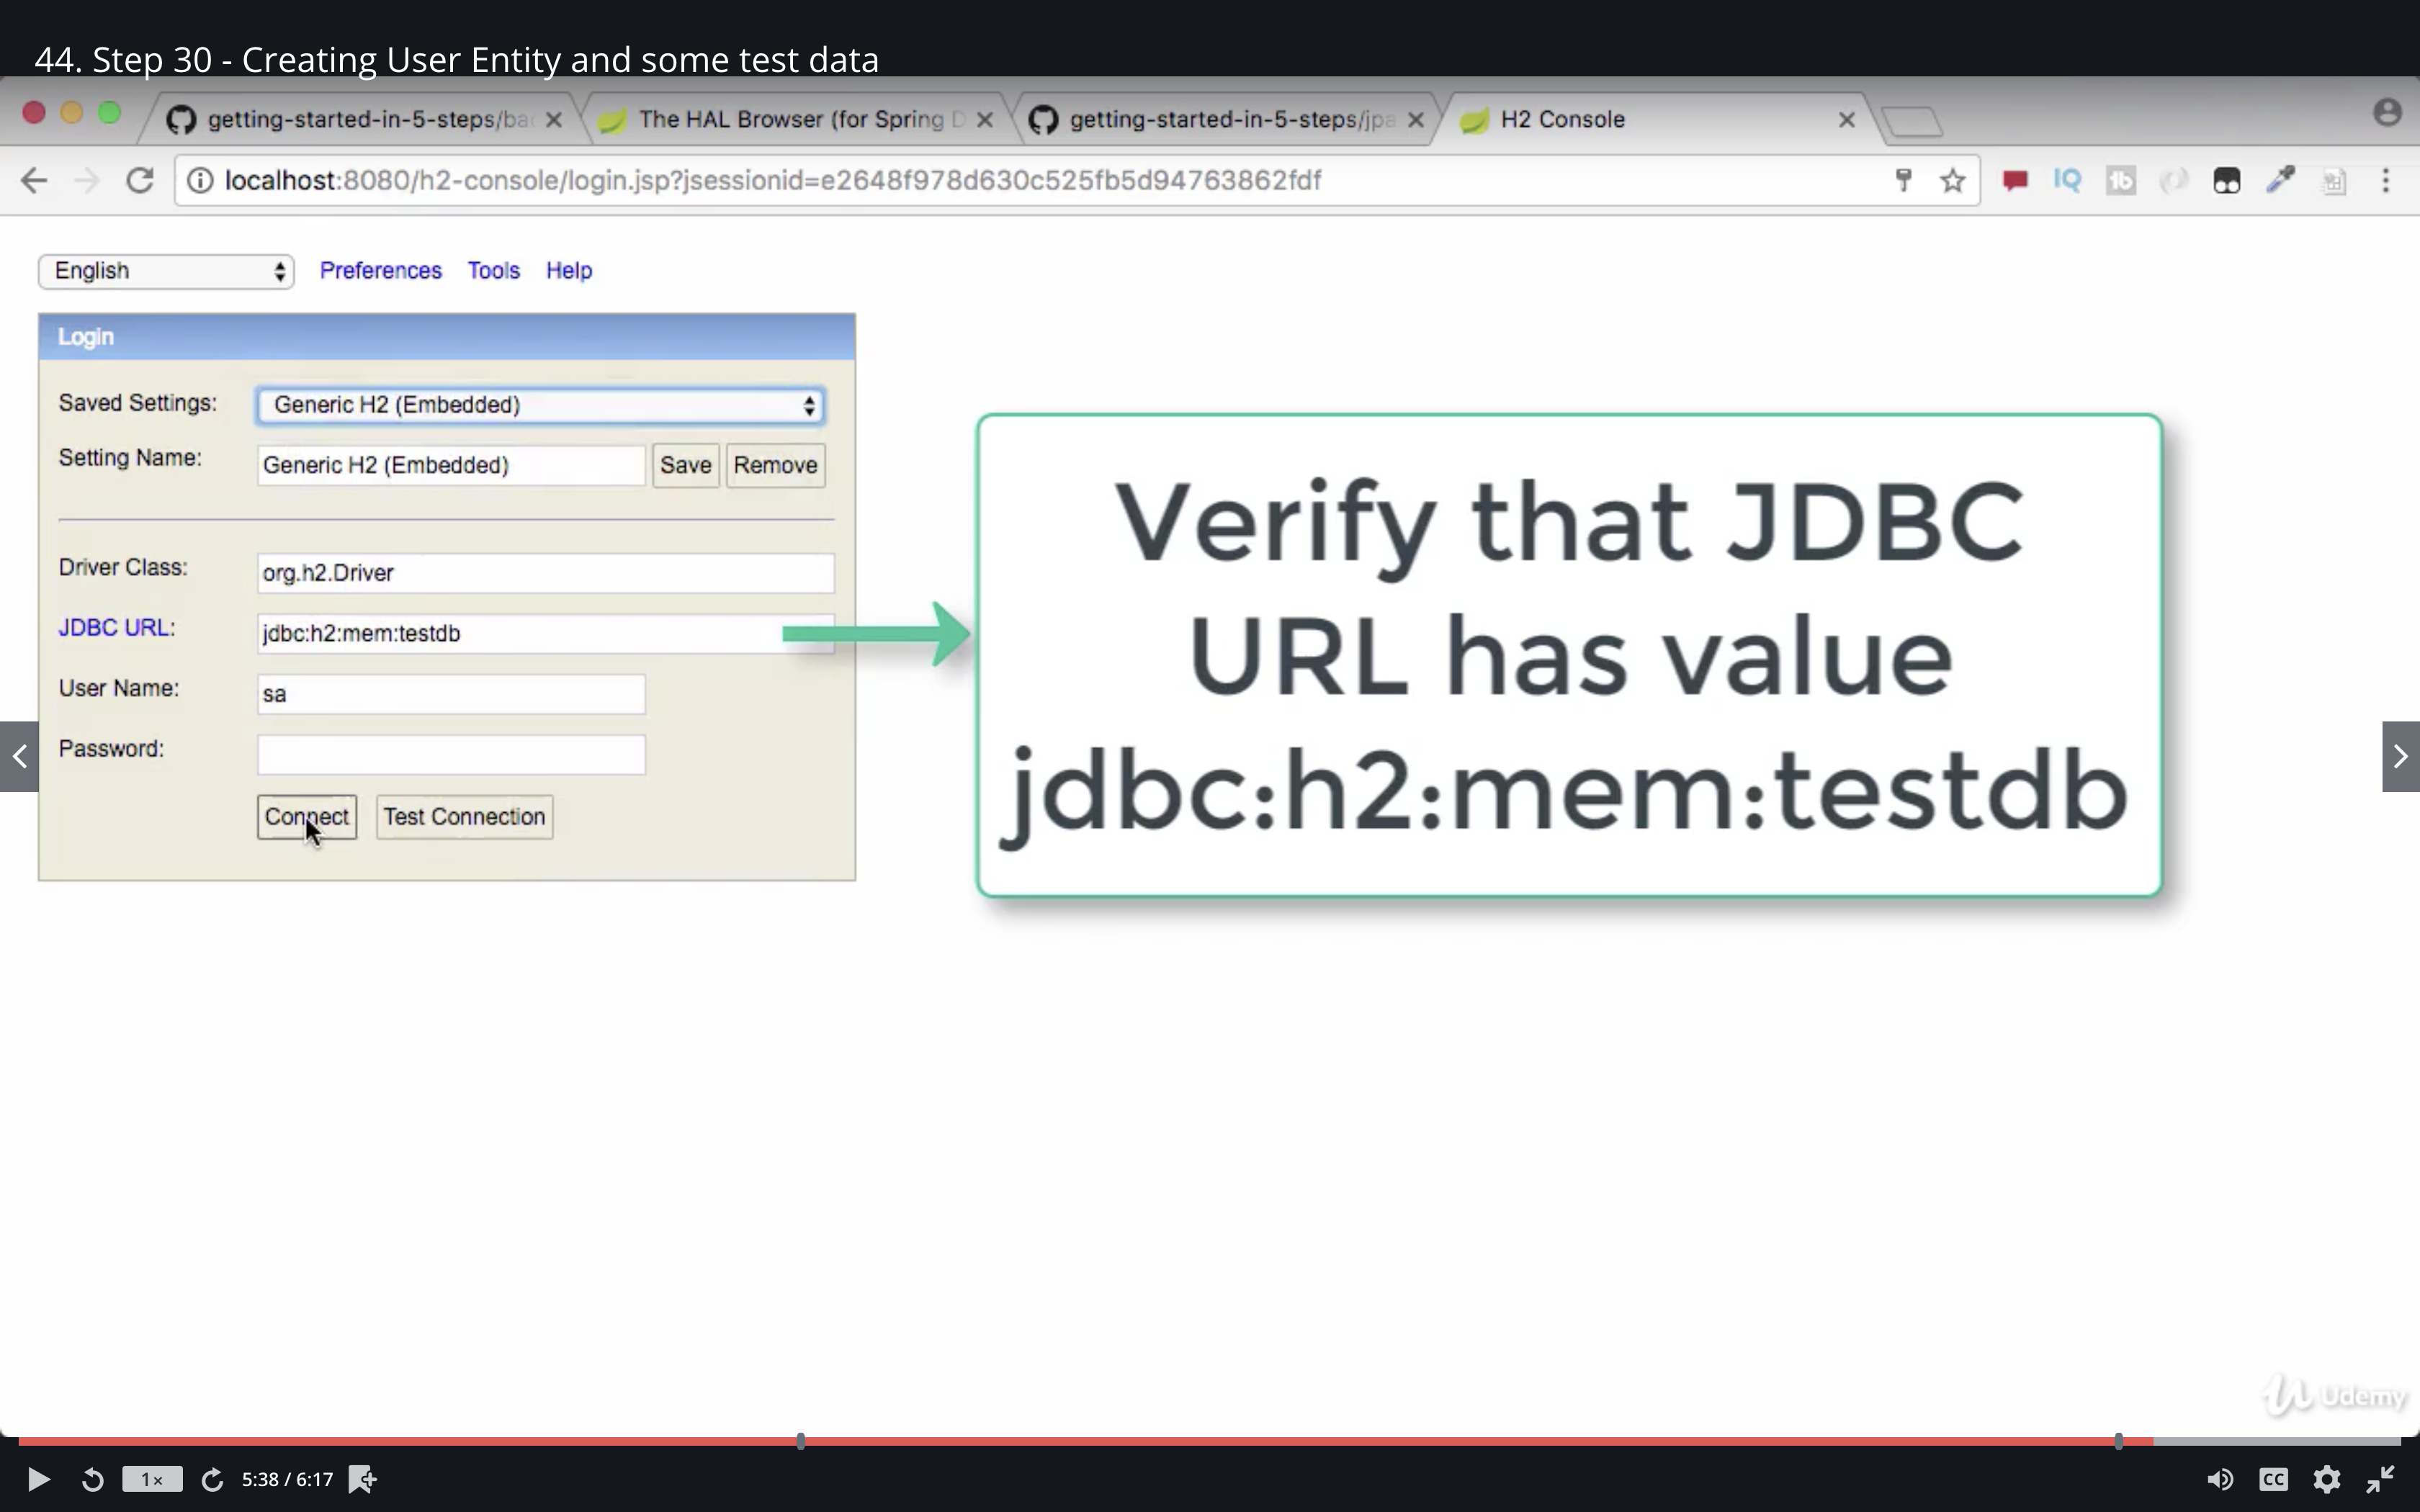 44. Step 30 - Creating User Entity and some test data
getting-started-in-5-steps/ba
The HAL Browser (for Spring D
getting-started-in-5-steps/jpa
H2 Console
localhost:8080/h2-console/login.jsp?jsessionid=e2648f978d630c525fb5d94763862fdf
IQ
tb
English
Preferences Tools Help
Login
Saved Settings: Generic H2 (Embedded)
Setting Name: Generic H2 (Embedded) Save Remove
Driver Class: org.h2.Driver
JDBC URL: jdbc:h2:mem:testdb
User Name: sa
Password:
Connect Test Connection
Verify that JDBC
URL has value
jdbc:h2:mem:testdb
Udemy
1×
5:38 / 6:17
CC